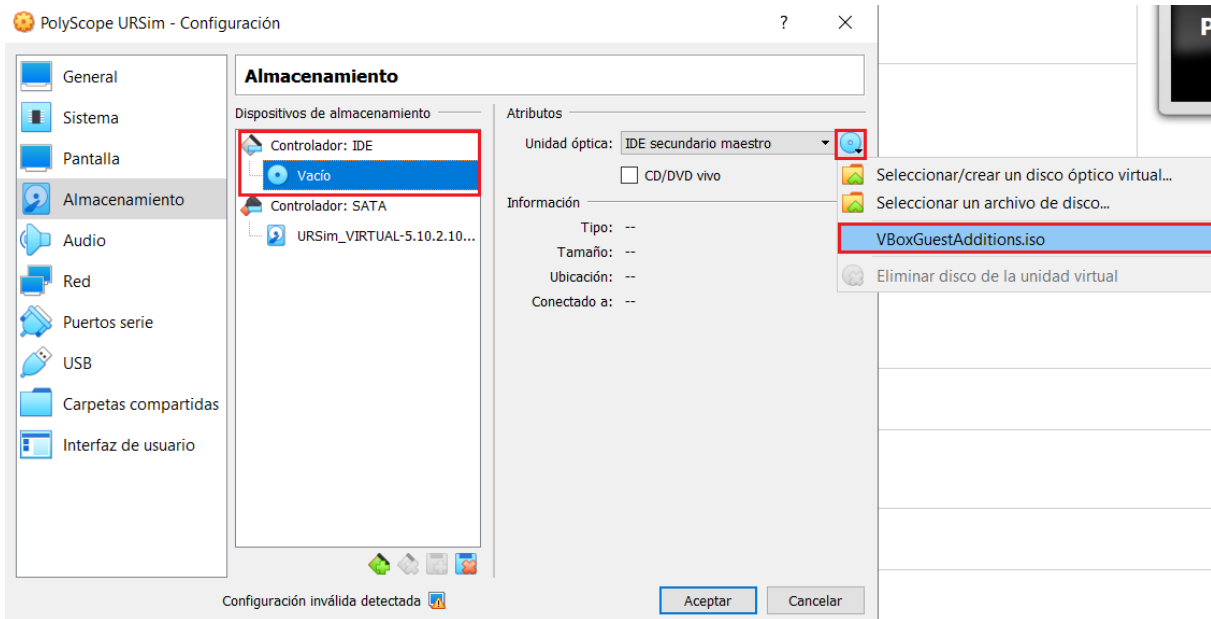 PolyScope URSim - Configuración
?
P
General
Sistema
Pantalla
Almacenamiento
Audio
Red
Puertos serie
USB
Carpetas compartidas
Interfaz de usuario
Almacenamiento
Dispositivos de almacenamiento
Controlador: IDE
Vacío
Controlador: SATA
URSim_VIRTUAL-5.10.2.10...
Atributos
Unidad óptica: IDE secundario maestro
CD/DVD vivo
Información
Tipo: --
Tamaño: --
Ubicación: --
Conectado a: --
Seleccionar/crear un disco óptico virtual...
Seleccionar un archivo de disco...
VBoxGuestAdditions.iso
Eliminar disco de la unidad virtual
Configuración inválida detectada
Aceptar
Cancelar